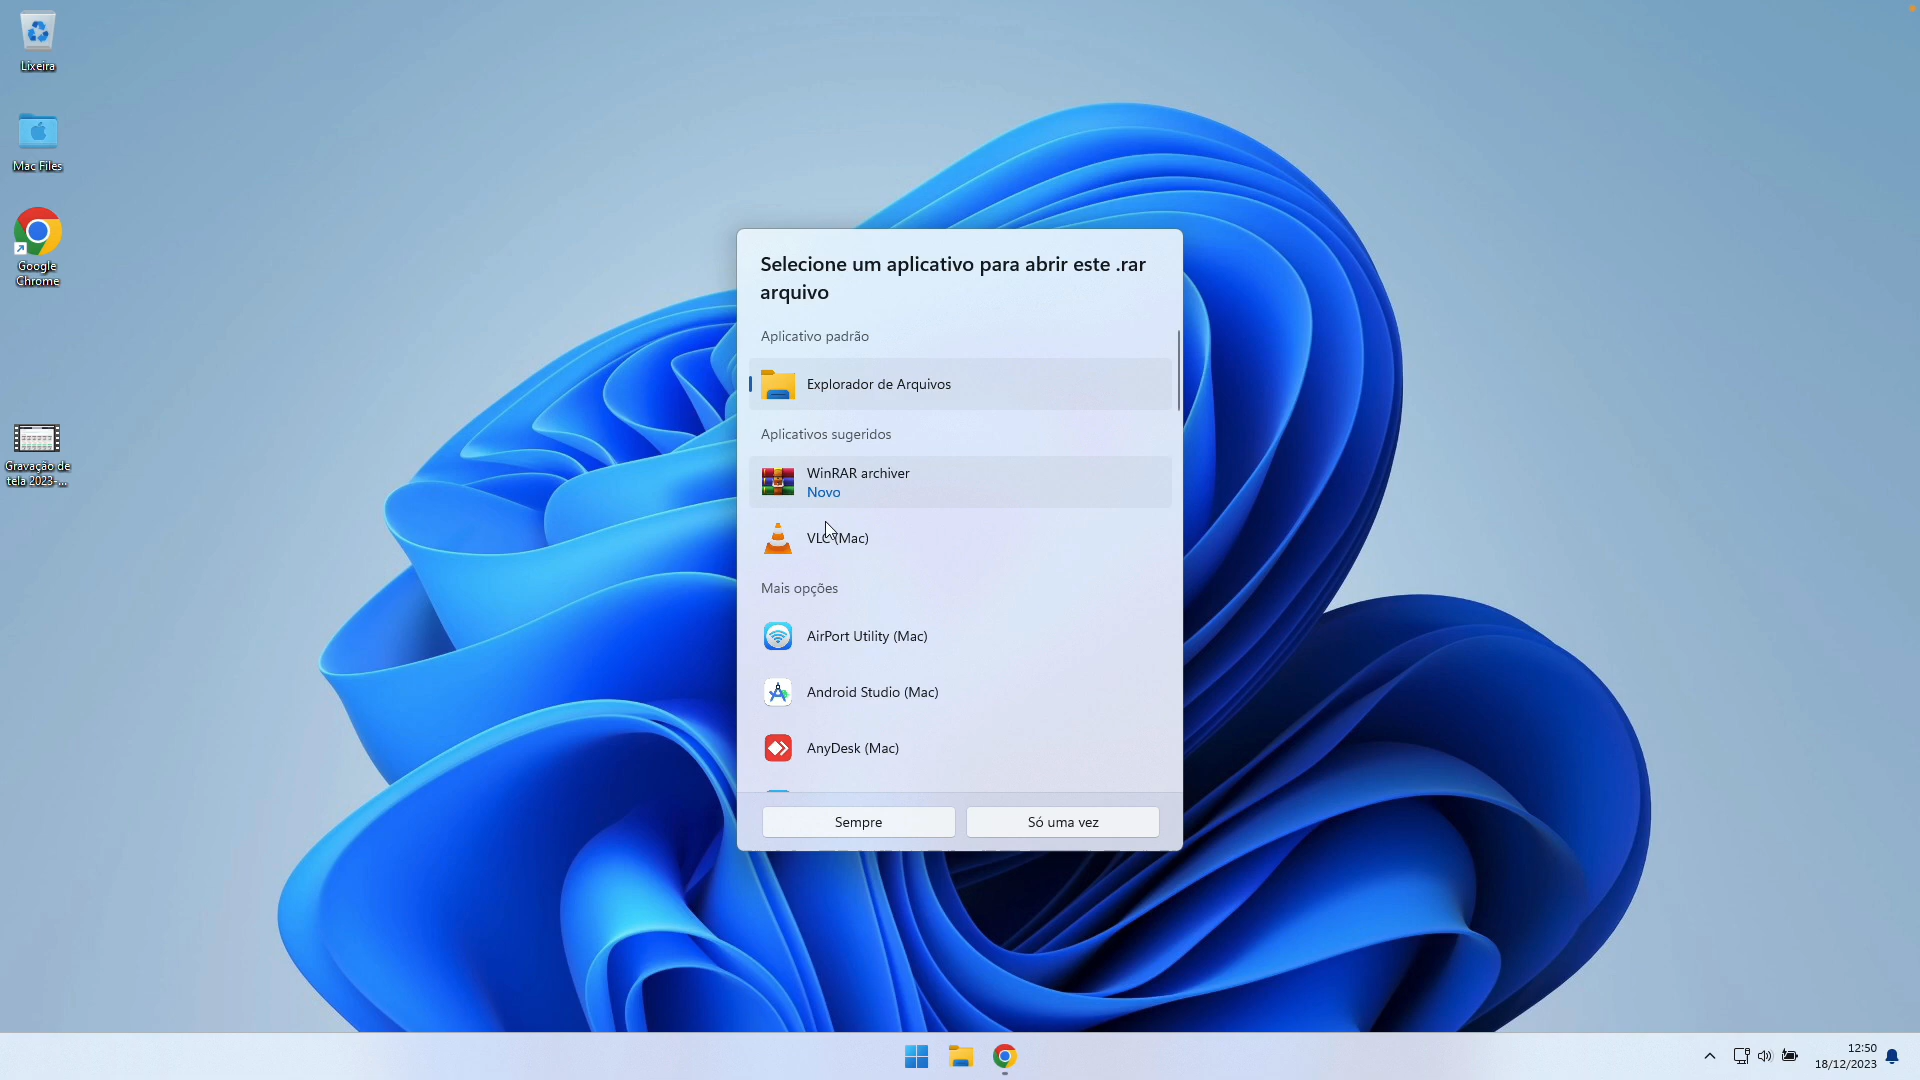 Lixeira
Mac Files
Google
Chrome
Gravação de
tela 2023-...
Selecione um aplicativo para abrir este .rar
arquivo
Aplicativo padrão
Explorador de Arquivos
Aplicativos sugeridos
WinRAR archiver
Novo
VLC (Mac)
Mais opções
AirPort Utility (Mac)
Android Studio (Mac)
AnyDesk (Mac)
Sempre
Só uma vez
12:50
18/12/2023